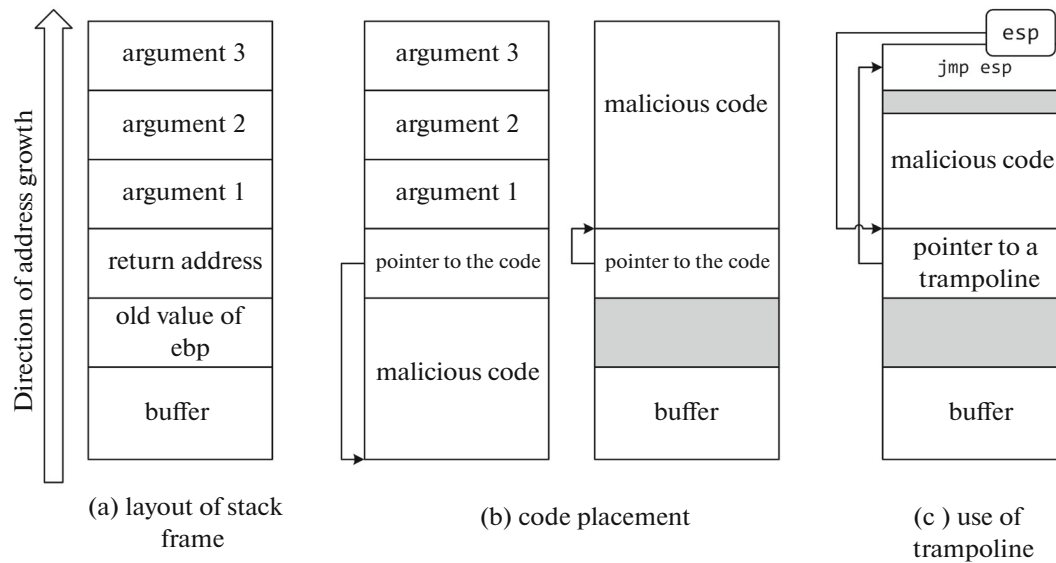 Direction of address growth
argument 3
argument 2
argument 1
return address
old value of
ebp
buffer
(a) layout of stack
frame
argument 3
argument 2
argument 1
pointer to the code
malicious code
malicious code
pointer to the code
buffer
(b) code placement
esp
jmp esp
malicious code
pointer to a
trampoline
buffer
(c ) use of
trampoline